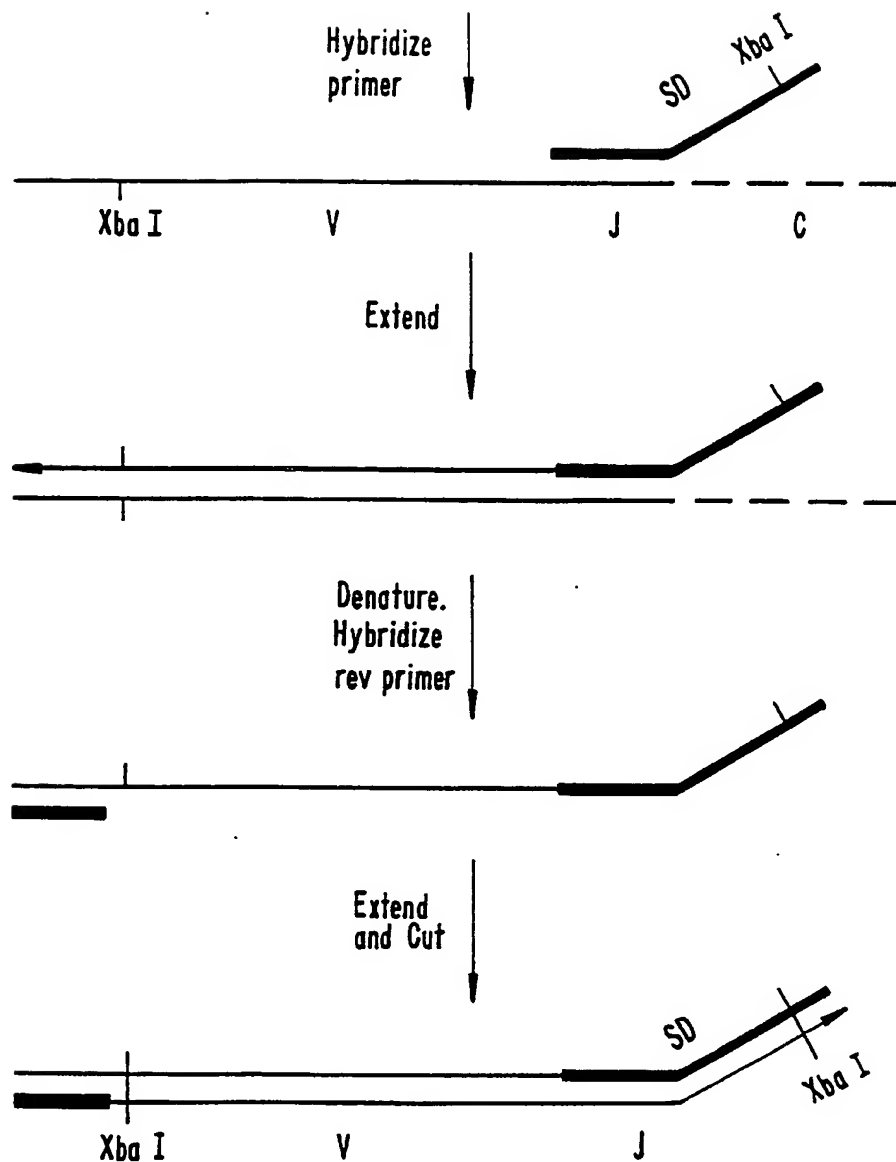 Hybridize
primer
SD
Xba I
Xba I V J C
Extend
Denature.
Hybridize
rev primer
Extend
and Cut
SD
Xba I
Xba I V J